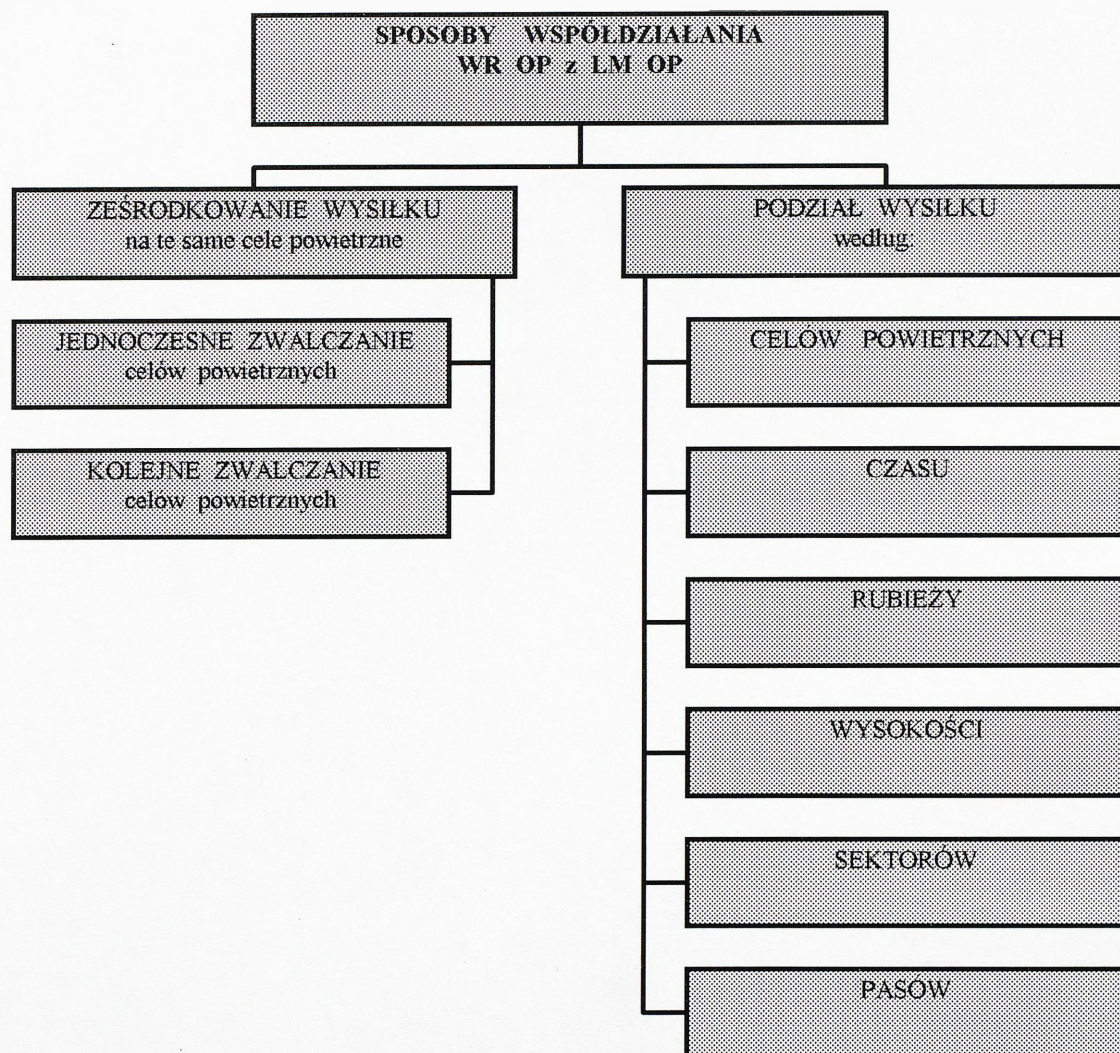 SPOSOBY WSPÓŁDZIAŁANIA
WR OP z LM OP
ZEŚRODKOWANIE WYSIŁKU
na te same cele powietrzne
JEDNOCZESNE ZWALCZANIE
celów powietrznych
KOLEJNE ZWALCZANIE
celów powietrznych
PODZIAŁ WYSIŁKU
według:
CELÓW POWIETRZNYCH
CZASU
RUBIEŻY
WYSOKOŚCI
SEKTORÓW
PASÓW